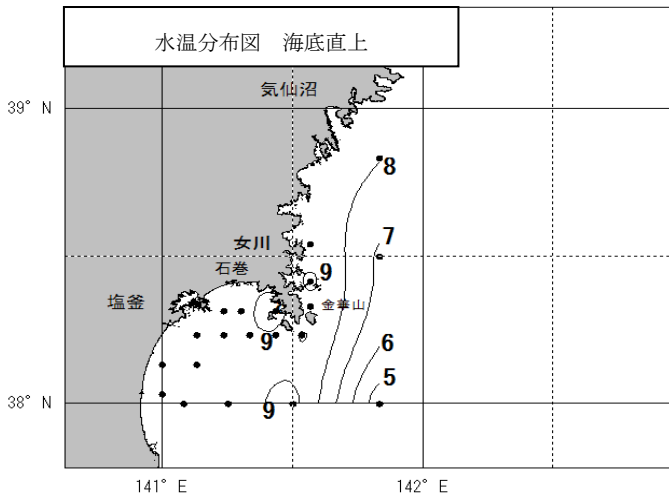 水温分布図 海底直上
気仙沼
39° N
8
7
女川
9
石巻
塩釜
金華山
9
6
5
38° N
9
141° E
142° E